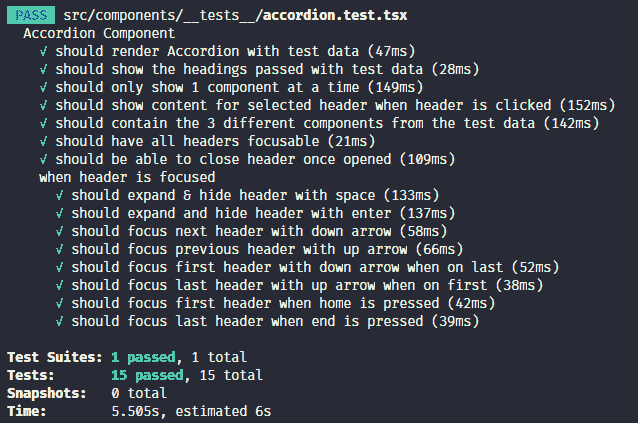 PASS src/components/__tests__/accordion.test.tsx
Accordion Component
√ should render Accordion with test data (47ms)
√ should show the headings passed with test data (28ms)
√ should only show 1 component at a time (149ms)
√ should show content for selected header when header is clicked (152ms)
√ should contain the 3 different components from the test data (142ms)
√ should have all headers focusable (21ms)
√ should be able to close header once opened (109ms)
when header is focused
√ should expand & hide header with space (133ms)
√ should expand and hide header with enter (137ms)
√ should focus next header with down arrow (58ms)
√ should focus previous header with up arrow (66ms)
√ should focus first header with down arrow when on last (52ms)
√ should focus last header with up arrow when on first (38ms)
√ should focus first header when home is pressed (42ms)
√ should focus last header when end is pressed (39ms)
Test Suites: 1 passed, 1 total
Tests: 15 passed, 15 total
Snapshots: 0 total
Time: 5.505s, estimated 6s